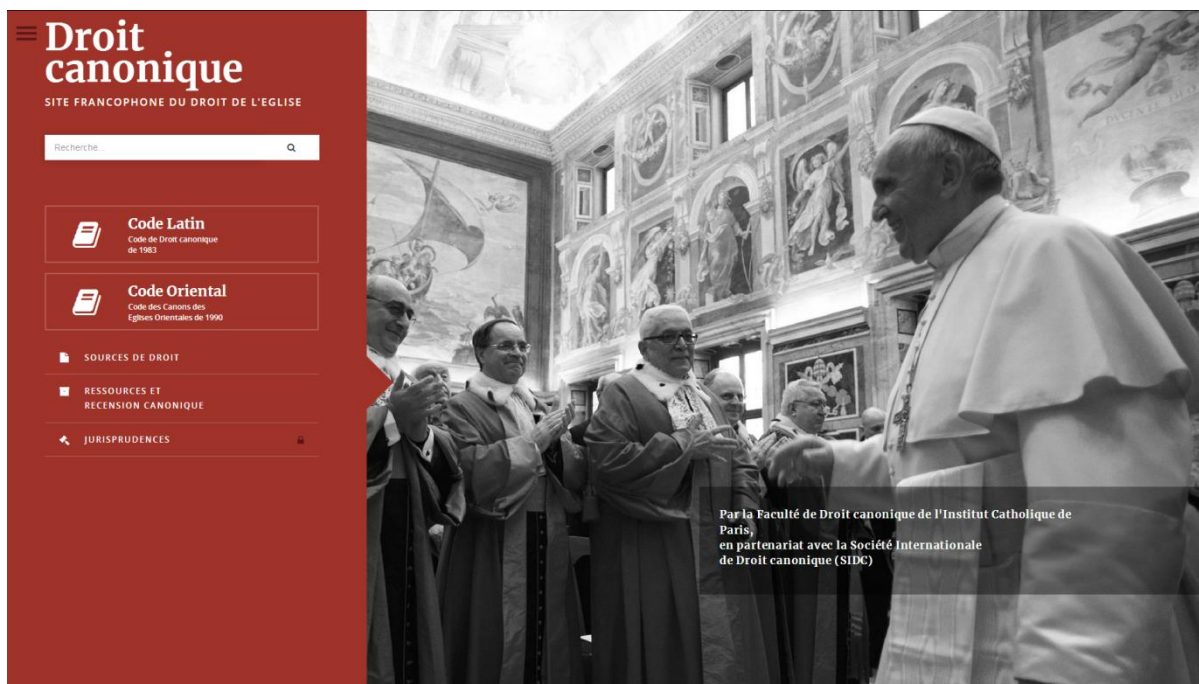 Droit
canonique
SITE FRANCOPHONE DU DROIT DE L'EGLISE
Recherche...
Code Latin
Code de Droit canonique
de 1983
Code Oriental
Code des Canons des
Eglises Orientales de 1990
SOURCES DE DROIT
RESSOURCES ET
RECENSION CANONIQUE
JURISPRUDENCES
Par la Faculté de Droit canonique de l'Institut Catholique de
Paris,
en partenariat avec la Société Internationale
de Droit canonique (SIDC)